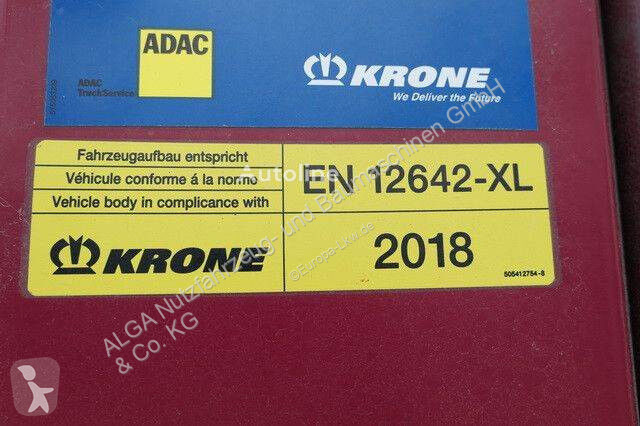 ADAC
ADAC
TruckService
KRONE
We Deliver the Future
Fahrzeugaufbau entspricht
Véhicule conforme á la norme
Vehicle body in complicance with
EN 12642-XL
KRONE
2018
505412754-8
Autoline
ALGA Nutzfahrzeug- und Baumaschinen GmbH
& Co. KG